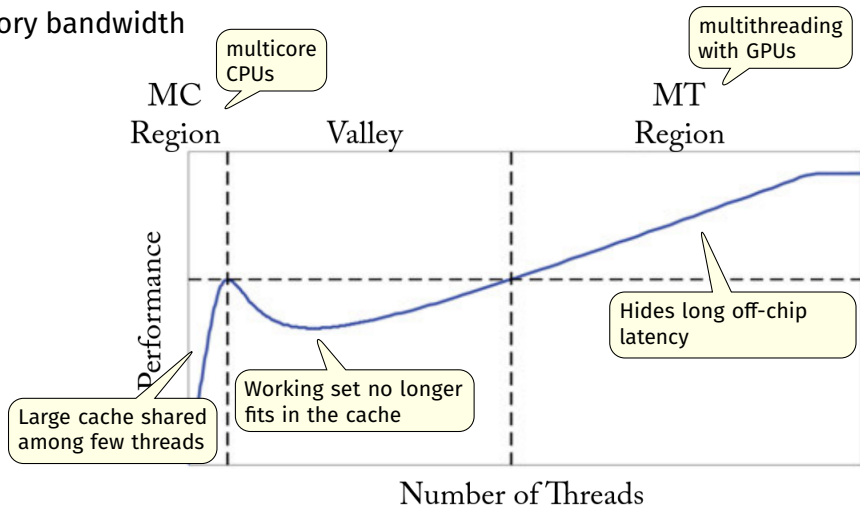 ory bandwidth
multicore
CPUs
multithreading
with GPUs
MC
Region
Valley
MT
Region
Performance
Hides long off-chip
latency
Working set no longer
fits in the cache
Large cache shared
among few threads
Number of Threads